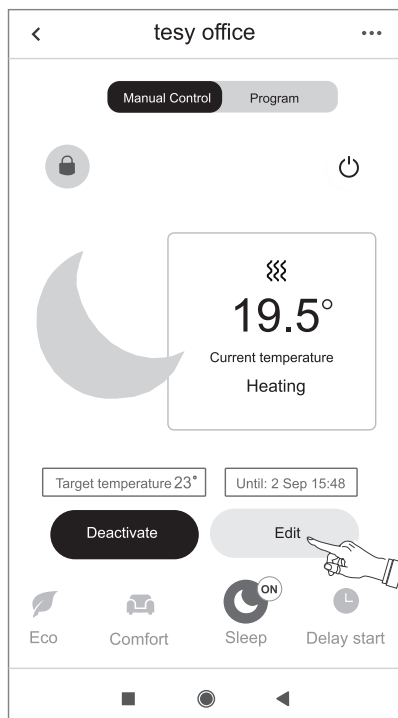 tesy office
Manual Control Program
19.5°
Current temperature
Heating
Target temperature 23° Until: 2 Sep 15:48
Deactivate Edit
ON
Eco Comfort Sleep Delay start